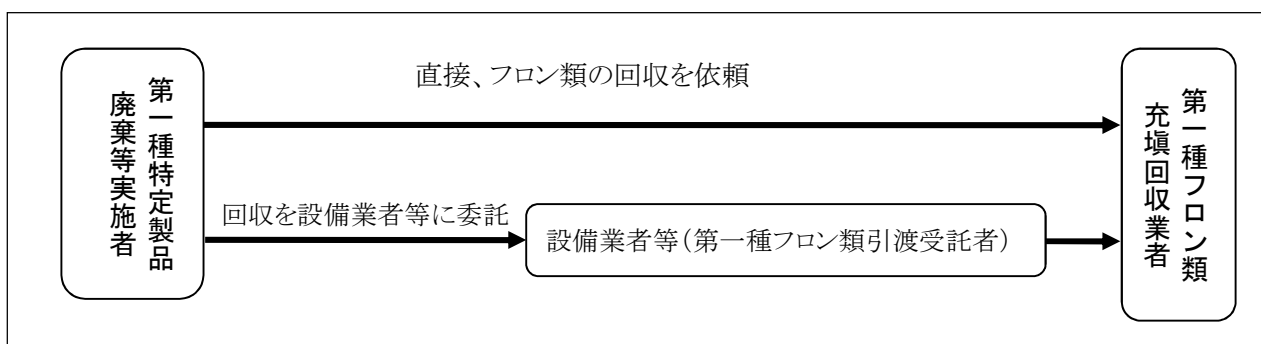 第一種特定製品
廃棄等実施者
直接、フロン類の回収を依頼
回収を設備業者等に委託
設備業者等(第一種フロン類引渡受託者)
第一種フロン類
充塡回収業者